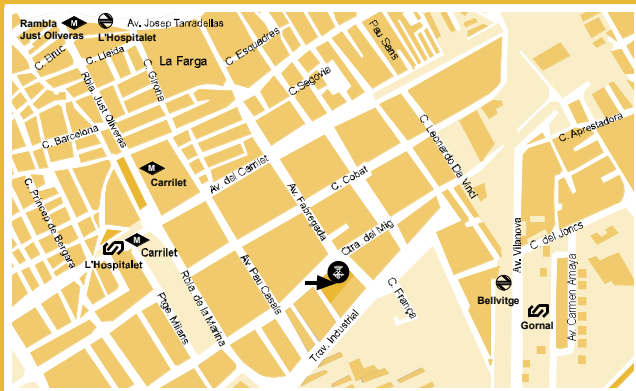 Rambla
Just Oliveras
M
L'Hospitalet
Av. Josep Tarradellas
C. Bruc
C. Lleida
C. Girona
La Farga
C. Esquadres
Pau Sans
C. Segovia
Rbla. Just Oliveras
C. Barcelona
C. Príncep de Bergara
M
Carrilet
Av. del Carrilet
C. Cobat
C. Leonardo Da Vinci
C. Aprestadora
M
Carrilet
L'Hospitalet
Av. Fabregada
Ctra. del Mig
Av. Vilanova
C. del Joncs
Rbla. de la Marina
Av. Pau Casals
Ptge. Milans
C. França
Trav. Industrial
Bellvitge
Gornal
Av. Carmen Amaya